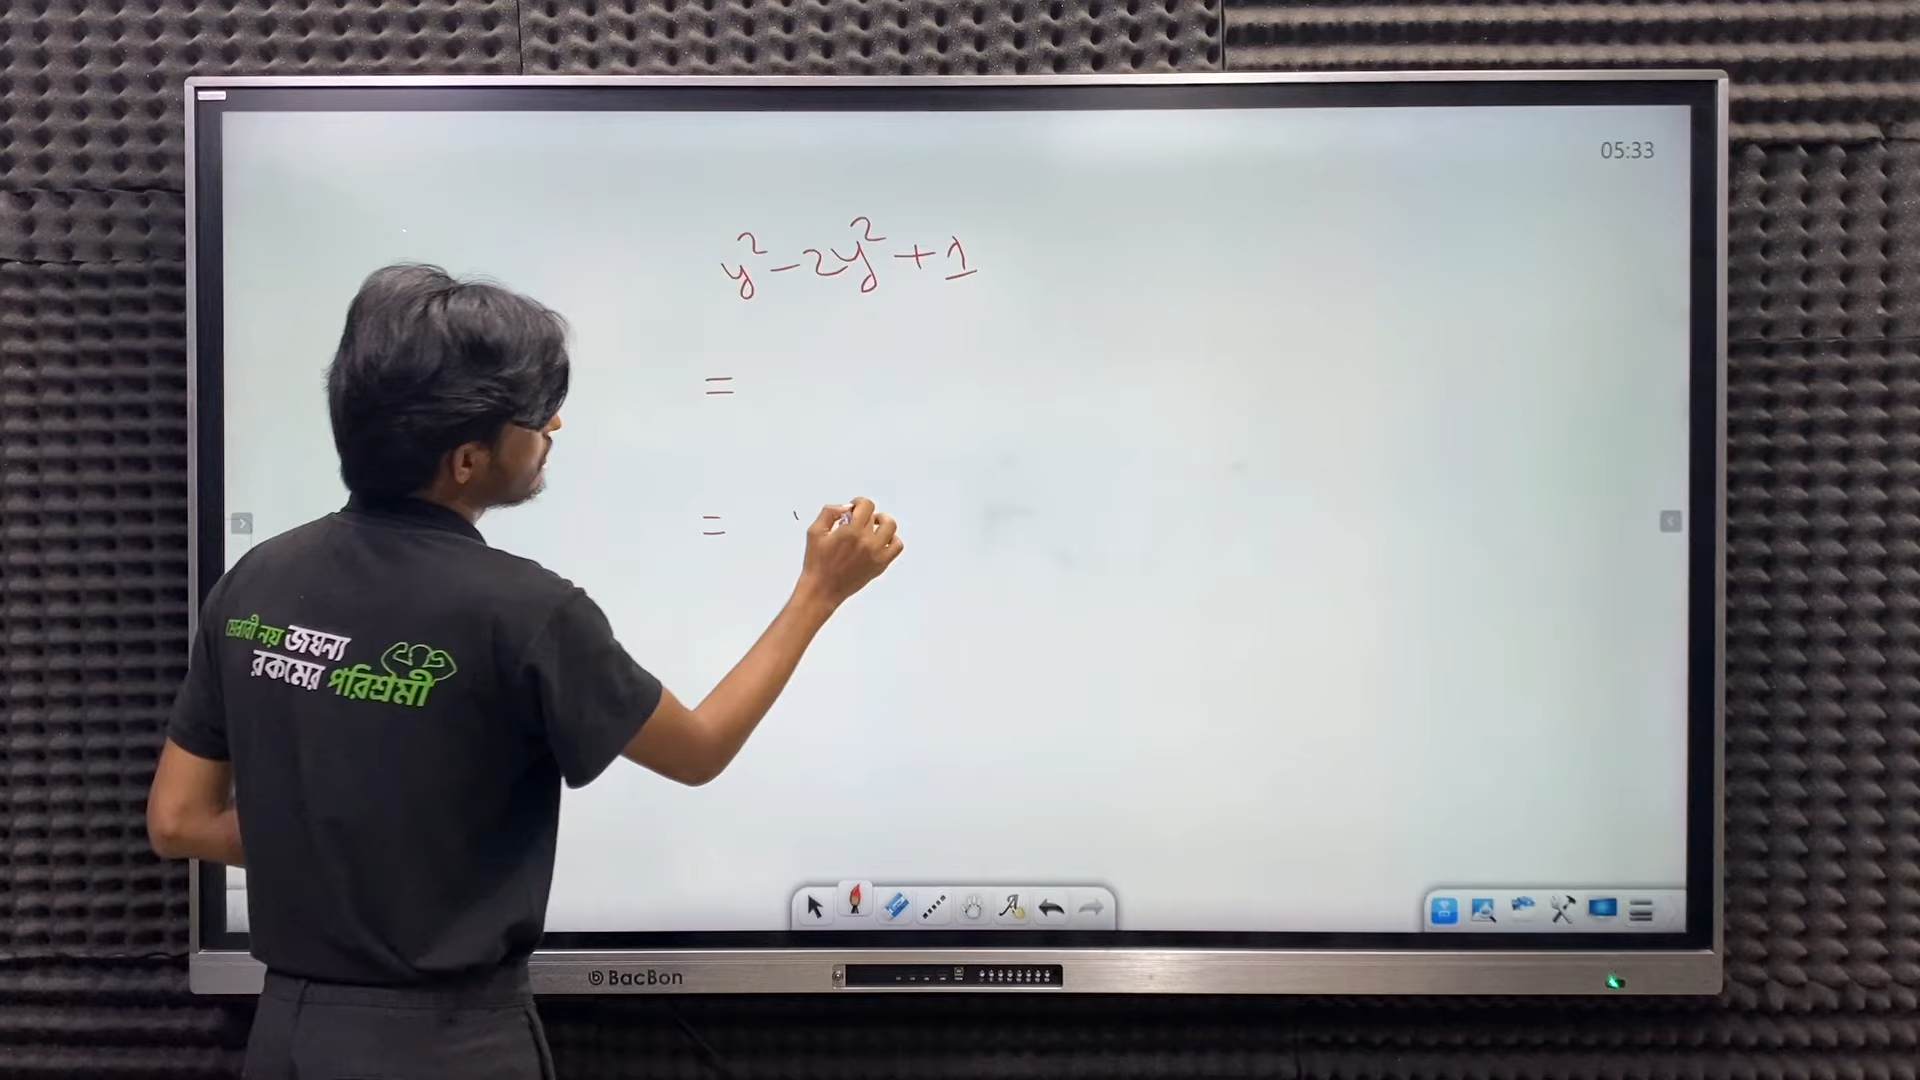 05:33
y² - 2y² + 1
=
=
মেধাবী নয় জঘন্য
রকমের পরিশ্রমী
BacBon